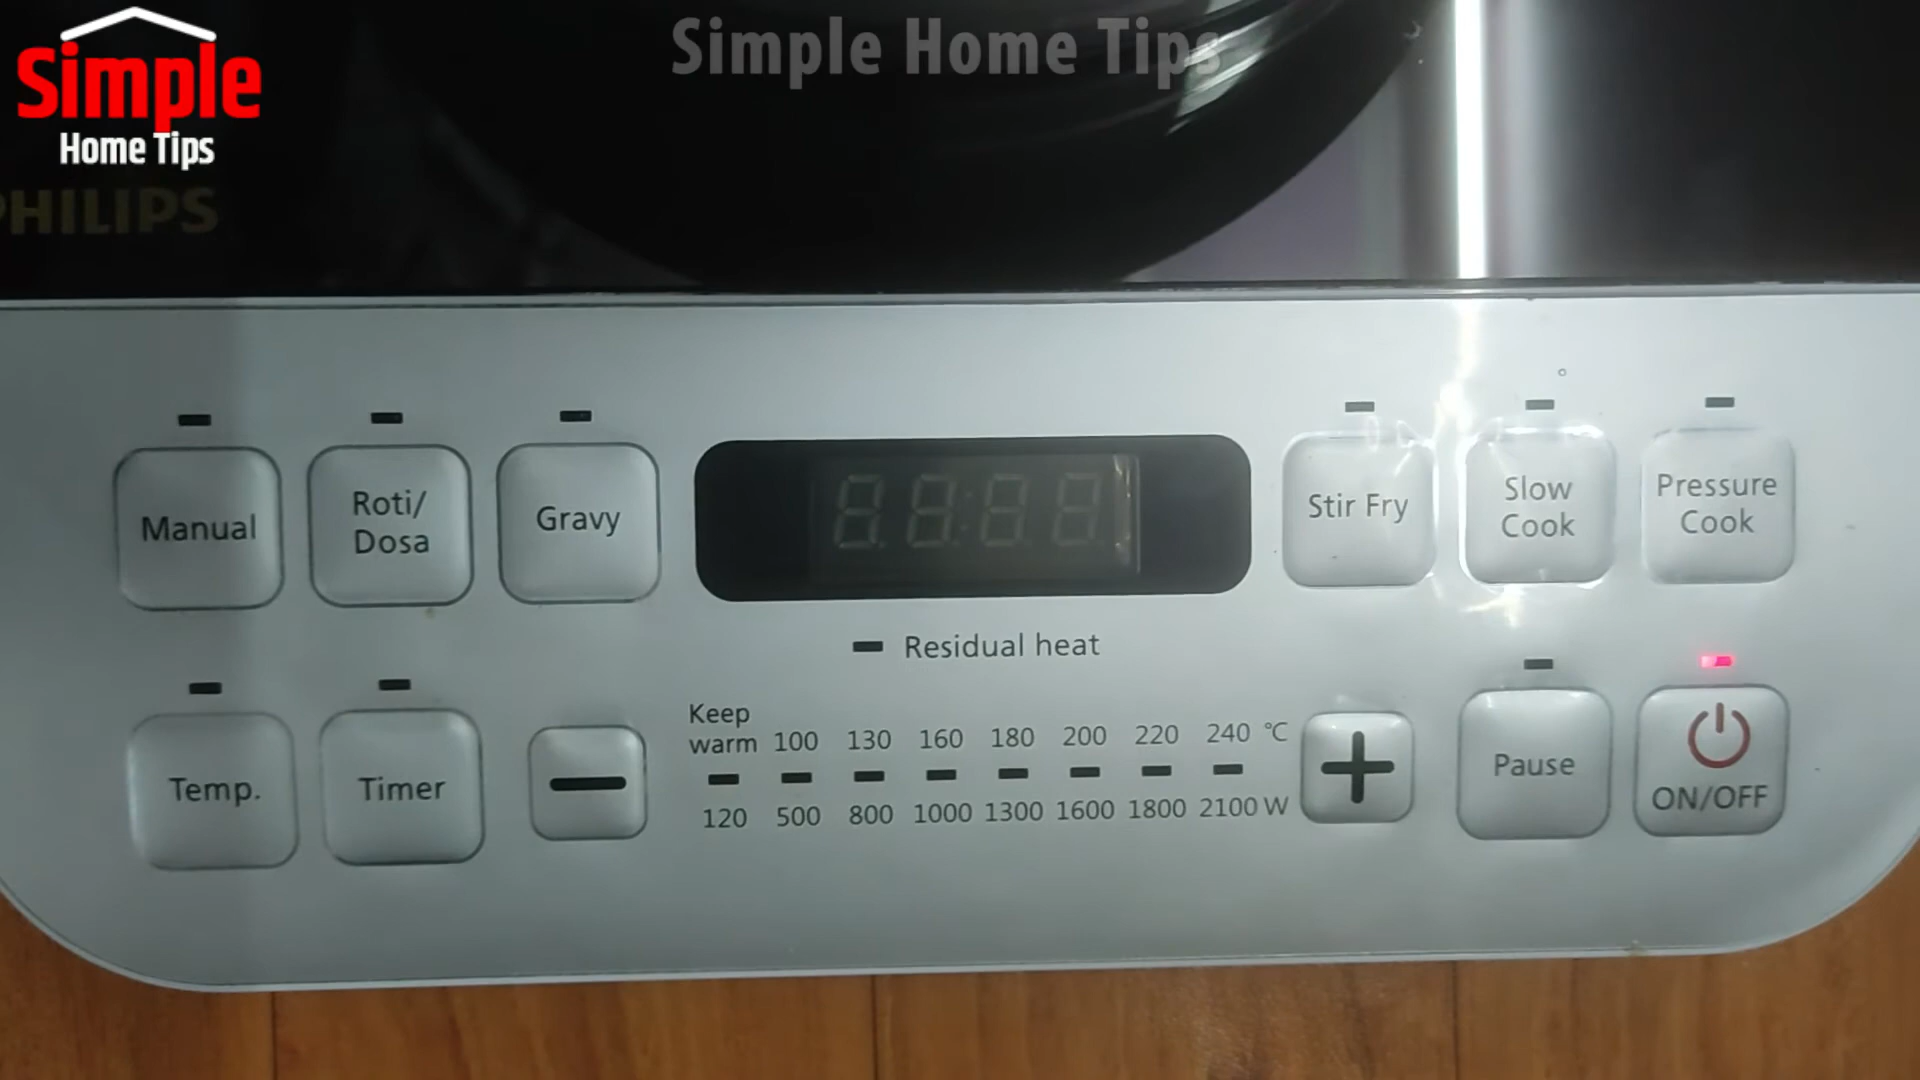 Simple Home Tips
Simple
Home Tips
PHILIPS
Manual
Roti/
Dosa
Gravy
Stir Fry
Slow
Cook
Pressure
Cook
Residual heat
Temp.
Timer
Keep
warm 100 130 160 180 200 220 240 °C
120 500 800 1000 1300 1600 1800 2100 W
Pause
ON/OFF